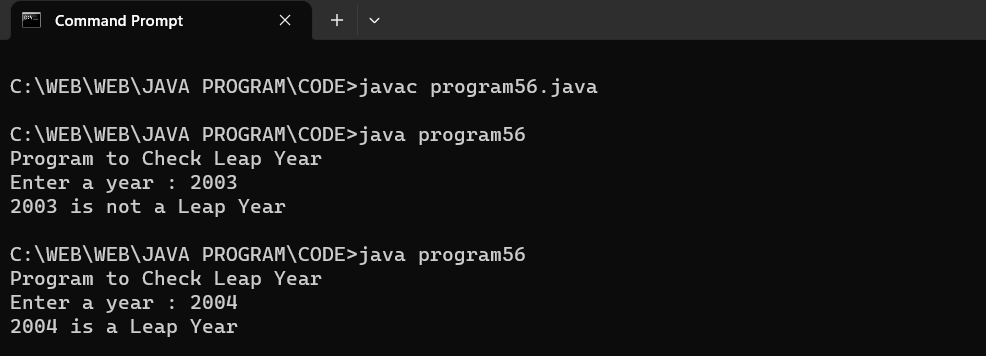 Command Prompt
C:\WEB\WEB\JAVA PROGRAM\CODE>javac program56.java
C:\WEB\WEB\JAVA PROGRAM\CODE>java program56
Program to Check Leap Year
Enter a year : 2003
2003 is not a Leap Year
C:\WEB\WEB\JAVA PROGRAM\CODE>java program56
Program to Check Leap Year
Enter a year : 2004
2004 is a Leap Year